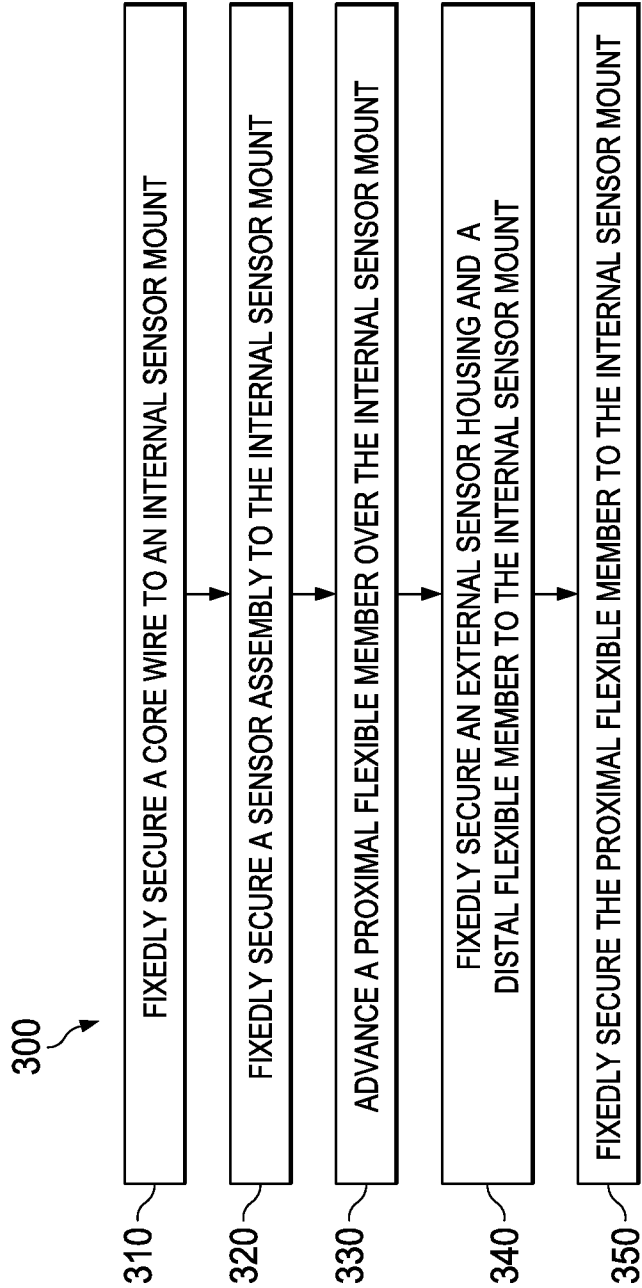 300
310
FIXEDLY SECURE A CORE WIRE TO AN INTERNAL SENSOR MOUNT
320
FIXEDLY SECURE A SENSOR ASSEMBLY TO THE INTERNAL SENSOR MOUNT
330
ADVANCE A PROXIMAL FLEXIBLE MEMBER OVER THE INTERNAL SENSOR MOUNT
340
FIXEDLY SECURE AN EXTERNAL SENSOR HOUSING AND A
DISTAL FLEXIBLE MEMBER TO THE INTERNAL SENSOR MOUNT
350
FIXEDLY SECURE THE PROXIMAL FLEXIBLE MEMBER TO THE INTERNAL SENSOR MOUNT